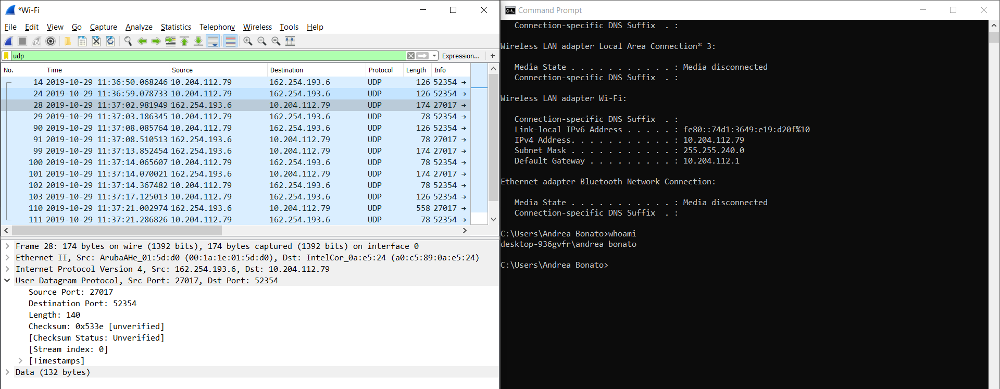 *Wi-Fi
File Edit View Go Capture Analyze Statistics Telephony Wireless Tools Help
udp Expression... +
No. Time Source Destination Protocol Length Info
14 2019-10-29 11:36:50.068246 10.204.112.79 162.254.193.6 UDP 126 52354 →
24 2019-10-29 11:36:59.078733 10.204.112.79 162.254.193.6 UDP 126 52354 →
28 2019-10-29 11:37:02.981949 162.254.193.6 10.204.112.79 UDP 174 27017 →
29 2019-10-29 11:37:03.186345 10.204.112.79 162.254.193.6 UDP 78 52354 →
90 2019-10-29 11:37:08.085764 10.204.112.79 162.254.193.6 UDP 126 52354 →
91 2019-10-29 11:37:08.510513 162.254.193.6 10.204.112.79 UDP 78 27017 →
99 2019-10-29 11:37:13.852454 162.254.193.6 10.204.112.79 UDP 174 27017 →
100 2019-10-29 11:37:14.065607 10.204.112.79 162.254.193.6 UDP 78 52354 →
101 2019-10-29 11:37:14.070021 162.254.193.6 10.204.112.79 UDP 174 27017 →
102 2019-10-29 11:37:14.367482 10.204.112.79 162.254.193.6 UDP 78 52354 →
103 2019-10-29 11:37:17.125013 10.204.112.79 162.254.193.6 UDP 126 52354 →
110 2019-10-29 11:37:21.002974 162.254.193.6 10.204.112.79 UDP 558 27017 →
111 2019-10-29 11:37:21.286826 10.204.112.79 162.254.193.6 UDP 78 52354 →
Frame 28: 174 bytes on wire (1392 bits), 174 bytes captured (1392 bits) on interface 0
Ethernet II, Src: ArubaAHe_01:5d:d0 (00:1a:1e:01:5d:d0), Dst: IntelCor_0a:e5:24 (a0:c5:89:0a:e5:24)
Internet Protocol Version 4, Src: 162.254.193.6, Dst: 10.204.112.79
User Datagram Protocol, Src Port: 27017, Dst Port: 52354
Source Port: 27017
Destination Port: 52354
Length: 140
Checksum: 0x533e [unverified]
[Checksum Status: Unverified]
[Stream index: 0]
[Timestamps]
Data (132 bytes)
Command Prompt
Connection-specific DNS Suffix . :
Wireless LAN adapter Local Area Connection* 3:
Media State . . . . . . . . . . . : Media disconnected
Connection-specific DNS Suffix . :
Wireless LAN adapter Wi-Fi:
Connection-specific DNS Suffix . :
Link-local IPv6 Address . . . . . : fe80::74d1:3649:e19:d20f%10
IPv4 Address. . . . . . . . . . . : 10.204.112.79
Subnet Mask . . . . . . . . . . . : 255.255.240.0
Default Gateway . . . . . . . . . : 10.204.112.1
Ethernet adapter Bluetooth Network Connection:
Media State . . . . . . . . . . . : Media disconnected
Connection-specific DNS Suffix . :
C:\Users\Andrea Bonato>whoami
desktop-936gvfr\andrea bonato
C:\Users\Andrea Bonato>